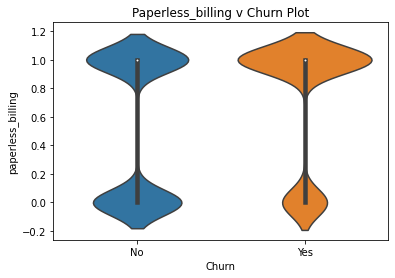 Paperless_billing v Churn Plot
1.2
1.0
0.8
0.6
0.4
0.2
0.0
−0.2
paperless_billing
No
Yes
Churn